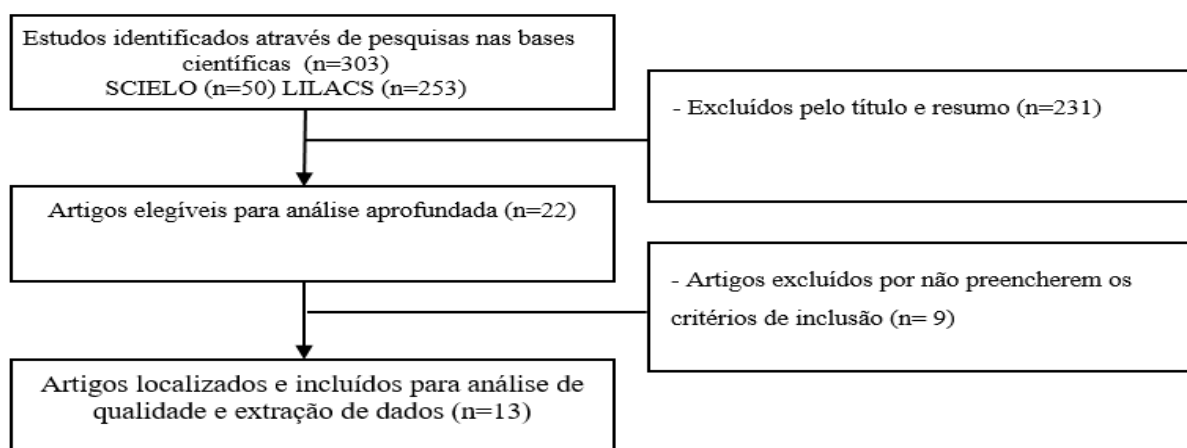 Estudos identificados através de pesquisas nas bases
científicas (n=303)
SCIELO (n=50) LILACS (n=253)
- Excluídos pelo título e resumo (n=231)
Artigos elegíveis para análise aprofundada (n=22)
- Artigos excluídos por não preencherem os
critérios de inclusão (n= 9)
Artigos localizados e incluídos para análise de
qualidade e extração de dados (n=13)